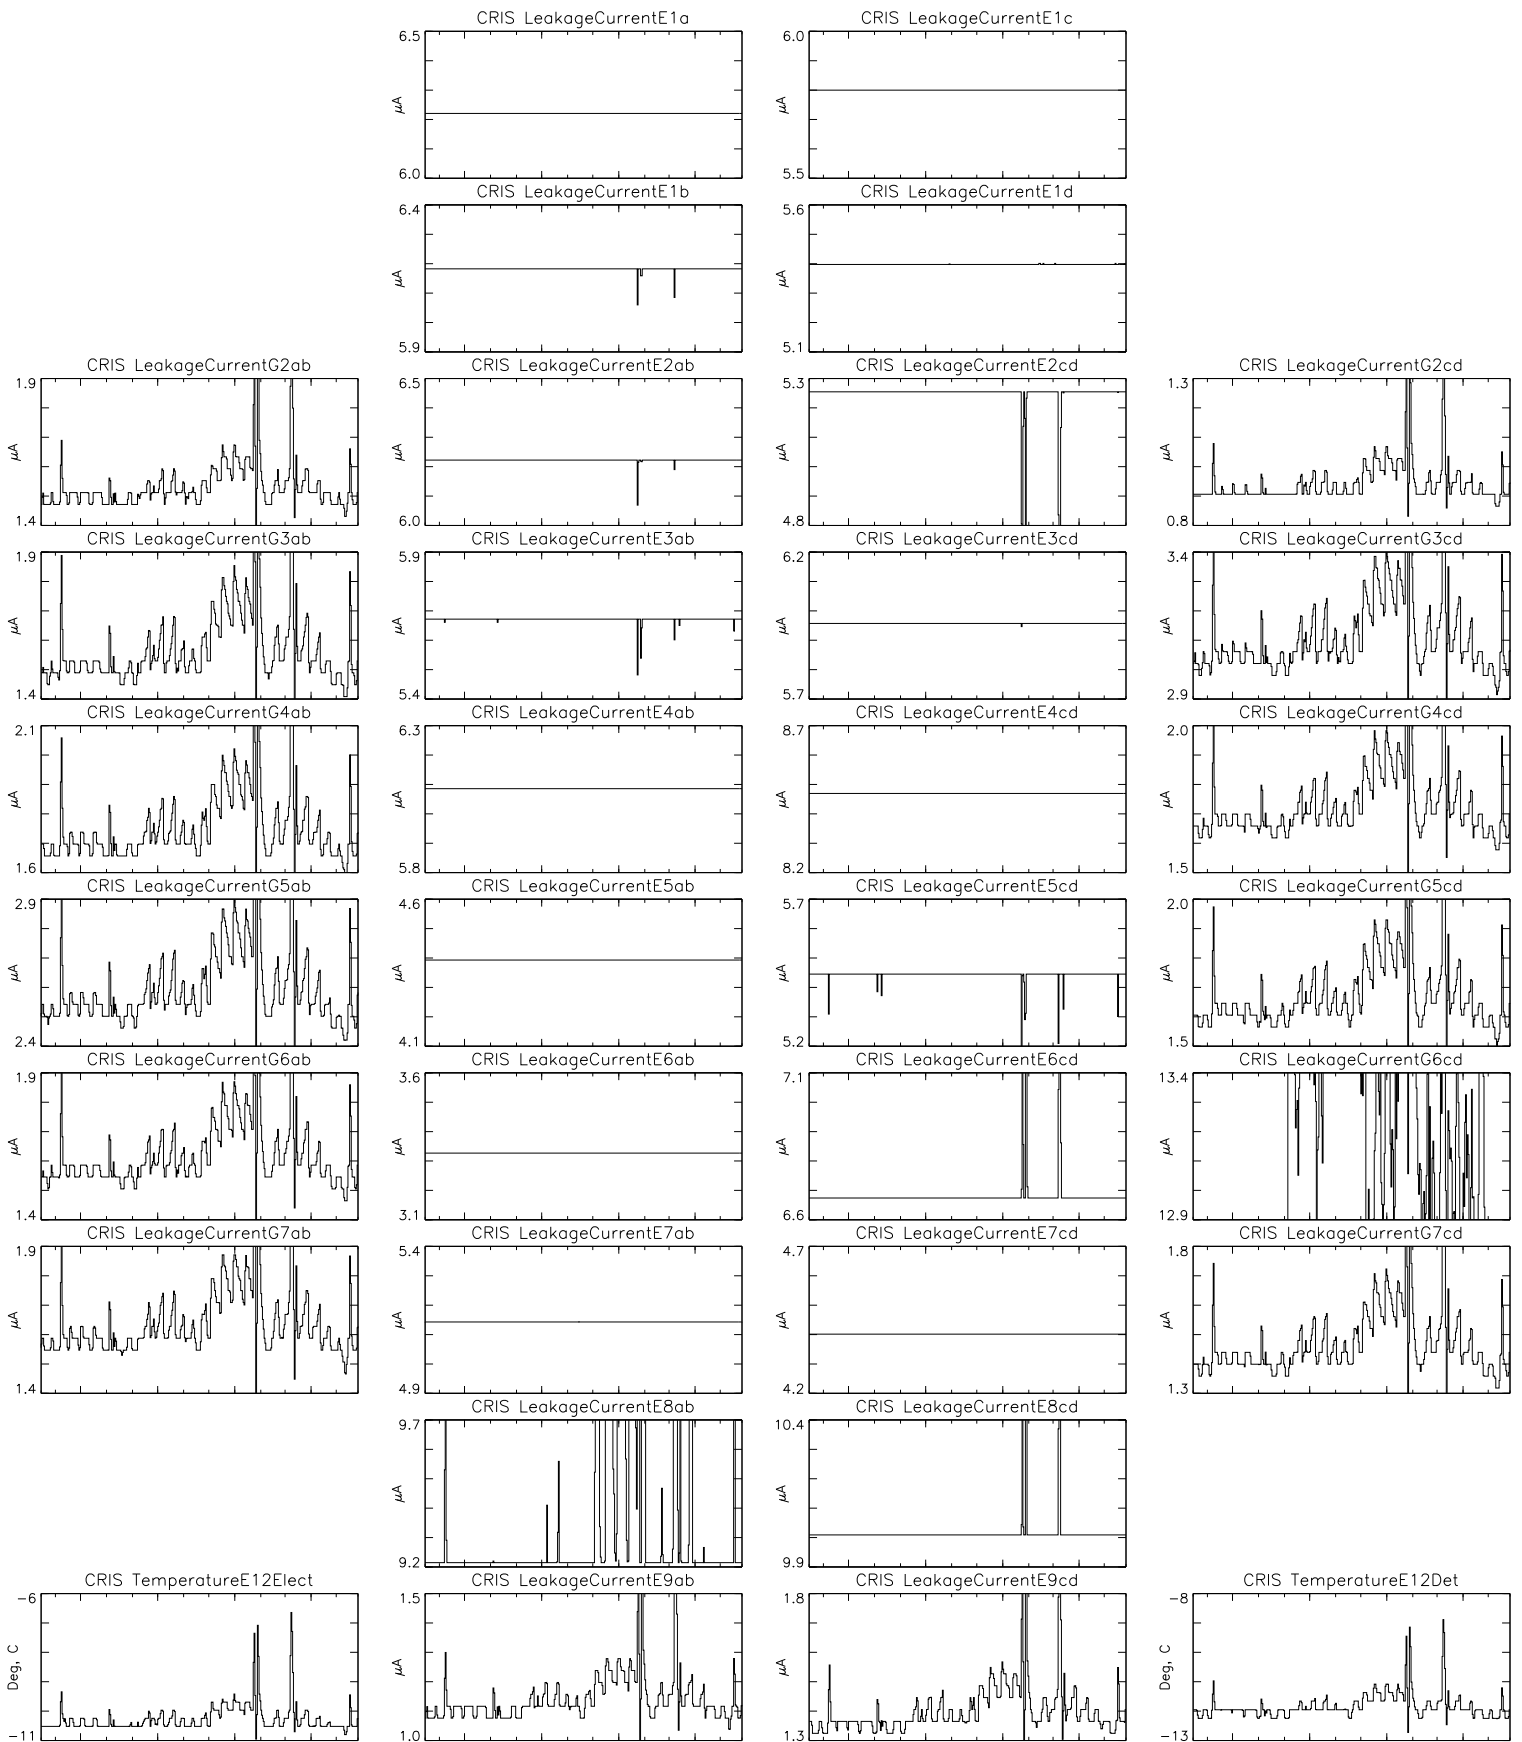 CRIS LeakageCurrentE1a
CRIS LeakageCurrentE1c
6.5
μA
6.0
6.0
μA
5.5
CRIS LeakageCurrentE1b
CRIS LeakageCurrentE1d
6.4
μA
5.9
5.6
μA
5.1
CRIS LeakageCurrentG2ab
CRIS LeakageCurrentE2ab
CRIS LeakageCurrentE2cd
CRIS LeakageCurrentG2cd
1.9
μA
1.4
6.5
μA
6.0
5.3
μA
4.8
1.3
μA
0.8
CRIS LeakageCurrentG3ab
CRIS LeakageCurrentE3ab
CRIS LeakageCurrentE3cd
CRIS LeakageCurrentG3cd
1.9
μA
1.4
5.9
μA
5.4
6.2
μA
5.7
3.4
μA
2.9
CRIS LeakageCurrentG4ab
CRIS LeakageCurrentE4ab
CRIS LeakageCurrentE4cd
CRIS LeakageCurrentG4cd
2.1
μA
1.6
6.3
μA
5.8
8.7
μA
8.2
2.0
μA
1.5
CRIS LeakageCurrentG5ab
CRIS LeakageCurrentE5ab
CRIS LeakageCurrentE5cd
CRIS LeakageCurrentG5cd
2.9
μA
2.4
4.6
μA
4.1
5.7
μA
5.2
2.0
μA
1.5
CRIS LeakageCurrentG6ab
CRIS LeakageCurrentE6ab
CRIS LeakageCurrentE6cd
CRIS LeakageCurrentG6cd
1.9
μA
1.4
3.6
μA
3.1
7.1
μA
6.6
13.4
μA
12.9
CRIS LeakageCurrentG7ab
CRIS LeakageCurrentE7ab
CRIS LeakageCurrentE7cd
CRIS LeakageCurrentG7cd
1.9
μA
1.4
5.4
μA
4.9
4.7
μA
4.2
1.8
μA
1.3
CRIS LeakageCurrentE8ab
CRIS LeakageCurrentE8cd
9.7
μA
9.2
10.4
μA
9.9
CRIS TemperatureE12Elect
CRIS LeakageCurrentE9ab
CRIS LeakageCurrentE9cd
CRIS TemperatureE12Det
-6
Deg, C
-11
1.5
μA
1.0
1.8
μA
1.3
-8
Deg, C
-13